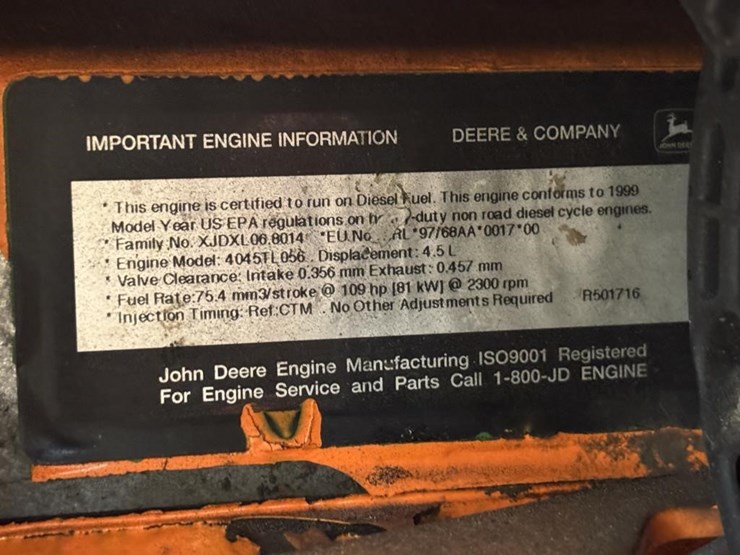 IMPORTANT ENGINE INFORMATION DEERE & COMPANY
JOHN DEERE
* This engine is certified to run on Diesel Fuel. This engine conforms to 1999
Model Year US EPA regulations on -duty non road diesel cycle engines.
* Family No. XJDXL06.8014 *EU No RL*97/68AA*0017*00
* Engine Model: 4045TL056 . Displacement: 4.5 L
* Valve Clearance: Intake 0.356 mm Exhaust: 0.457 mm
* Fuel Rate:75.4 mm3/stroke @ 109 hp [81 kW] @ 2300 rpm
* Injection Timing: Ref.:CTM . No Other Adjustments Required R501716
John Deere Engine Manufacturing ISO9001 Registered
For Engine Service and Parts Call 1-800-JD ENGINE